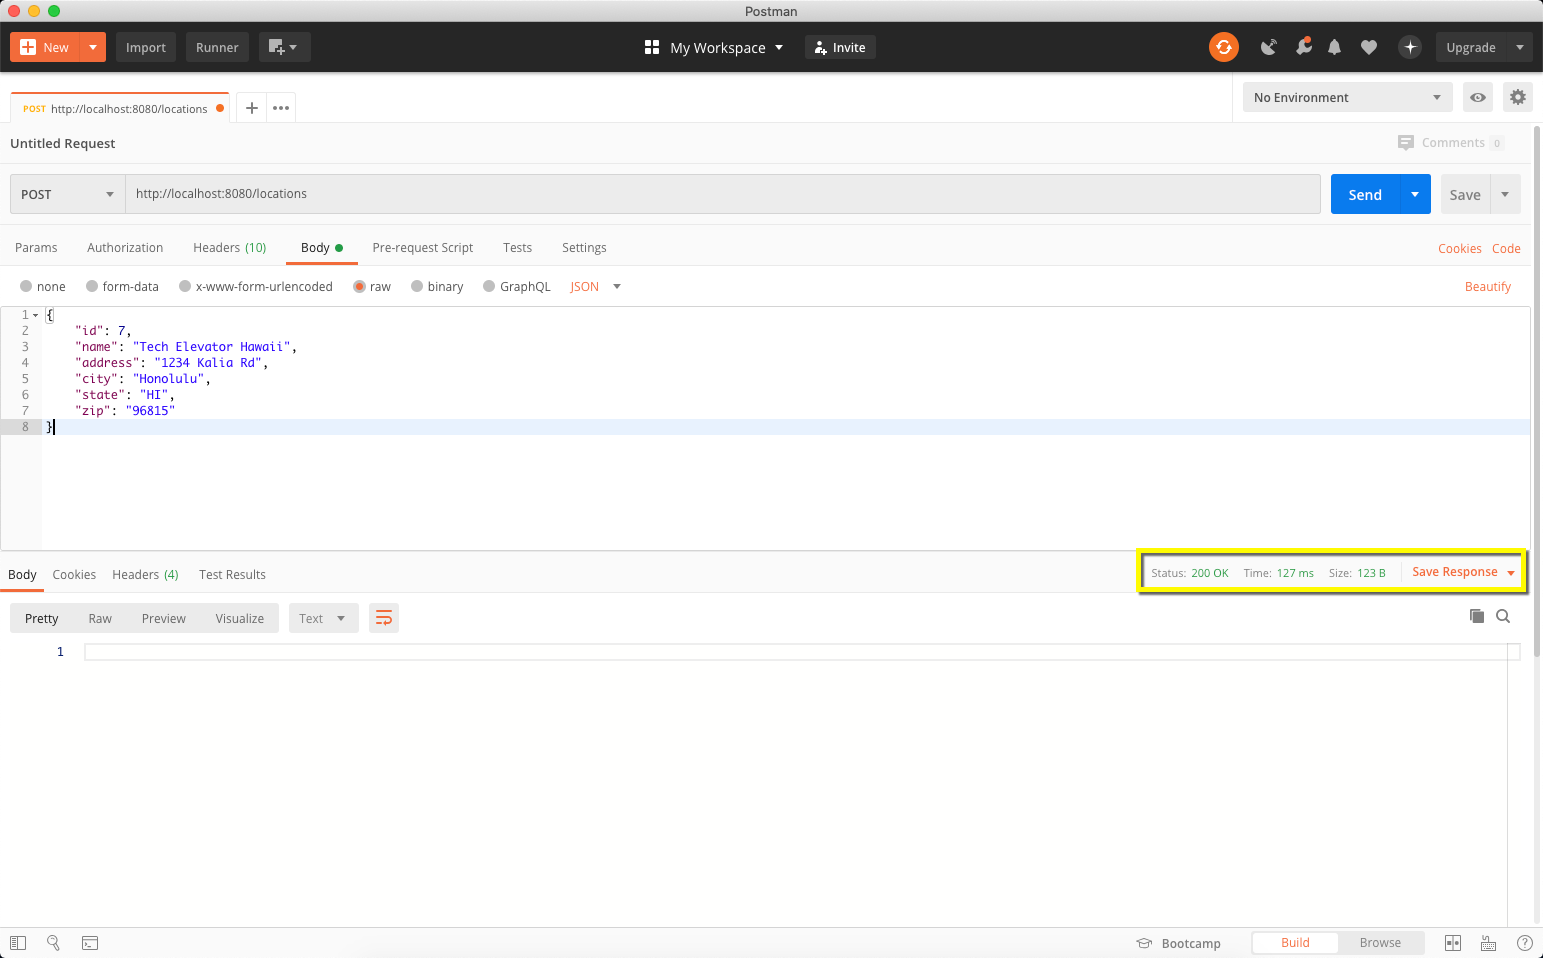 Postman
New Import Runner My Workspace Invite Upgrade
POST http://localhost:8080/locations + ••• No Environment
Untitled Request Comments 0
POST http://localhost:8080/locations Send Save
Params Authorization Headers (10) Body Pre-request Script Tests Settings Cookies Code
none form-data x-www-form-urlencoded raw binary GraphQL JSON Beautify
1 {
2 "id": 7,
3 "name": "Tech Elevator Hawaii",
4 "address": "1234 Kalia Rd",
5 "city": "Honolulu",
6 "state": "HI",
7 "zip": "96815"
8 }
Body Cookies Headers (4) Test Results Status: 200 OK Time: 127 ms Size: 123 B Save Response
Pretty Raw Preview Visualize Text
1
Bootcamp Build Browse ?